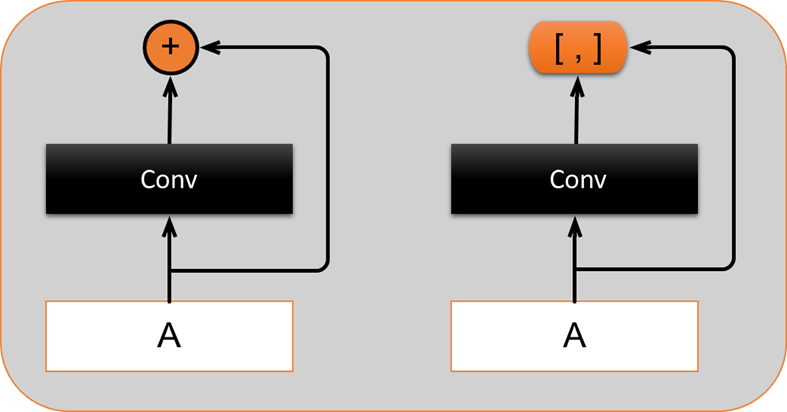 +
[ , ]
Conv
Conv
A
A